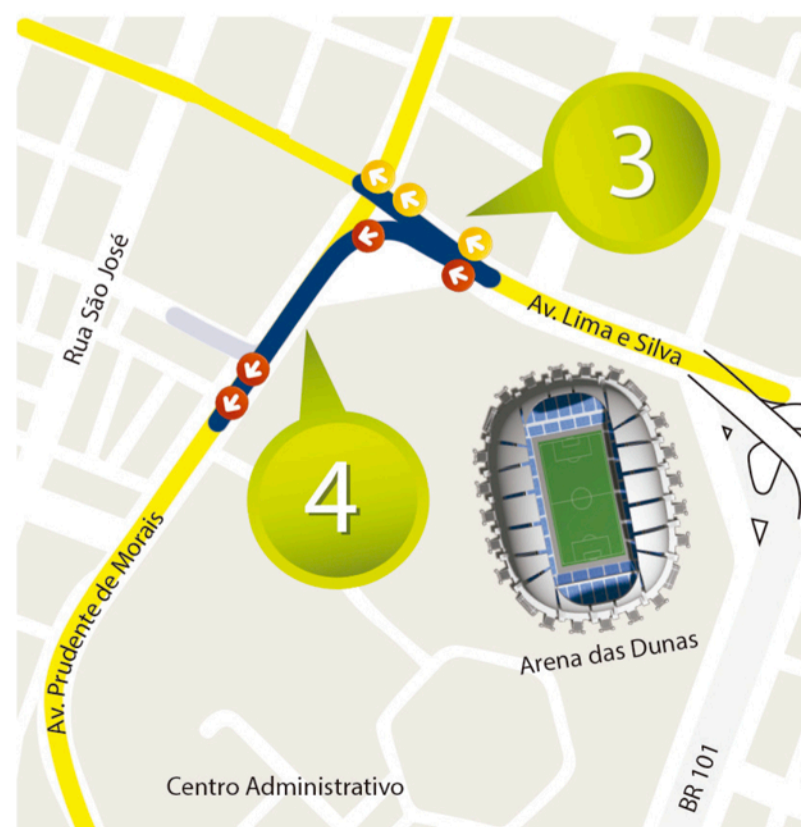 3
Rua São José
Av. Lima e Silva
4
Av. Prudente de Morais
Arena das Dunas
BR 101
Centro Administrativo